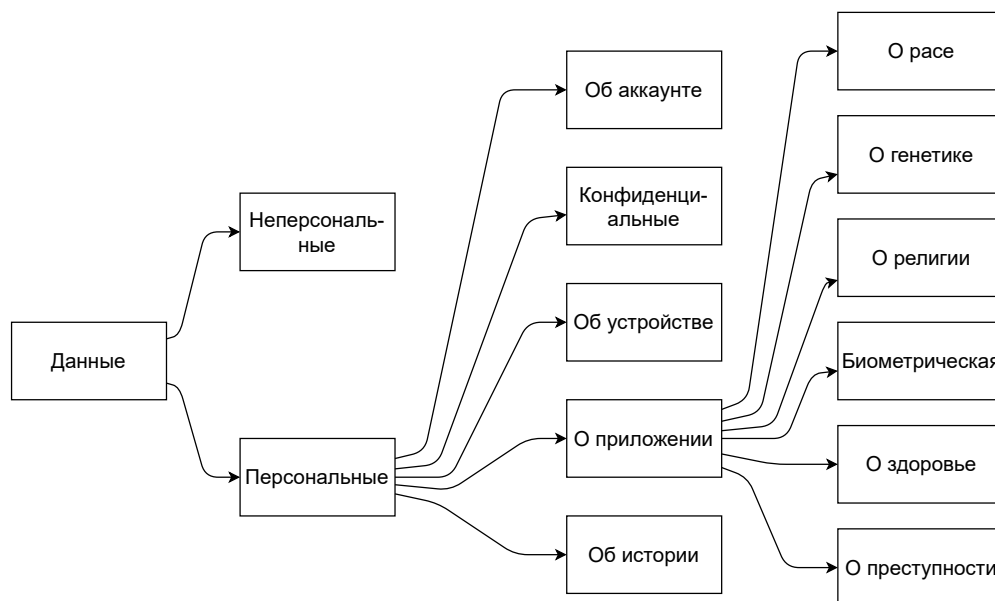 Данные
Неперсональ-
ные
Персональные
Об аккаунте
Конфиденци-
альные
Об устройстве
О приложении
Об истории
О расе
О генетике
О религии
Биометрическая
О здоровье
О преступности